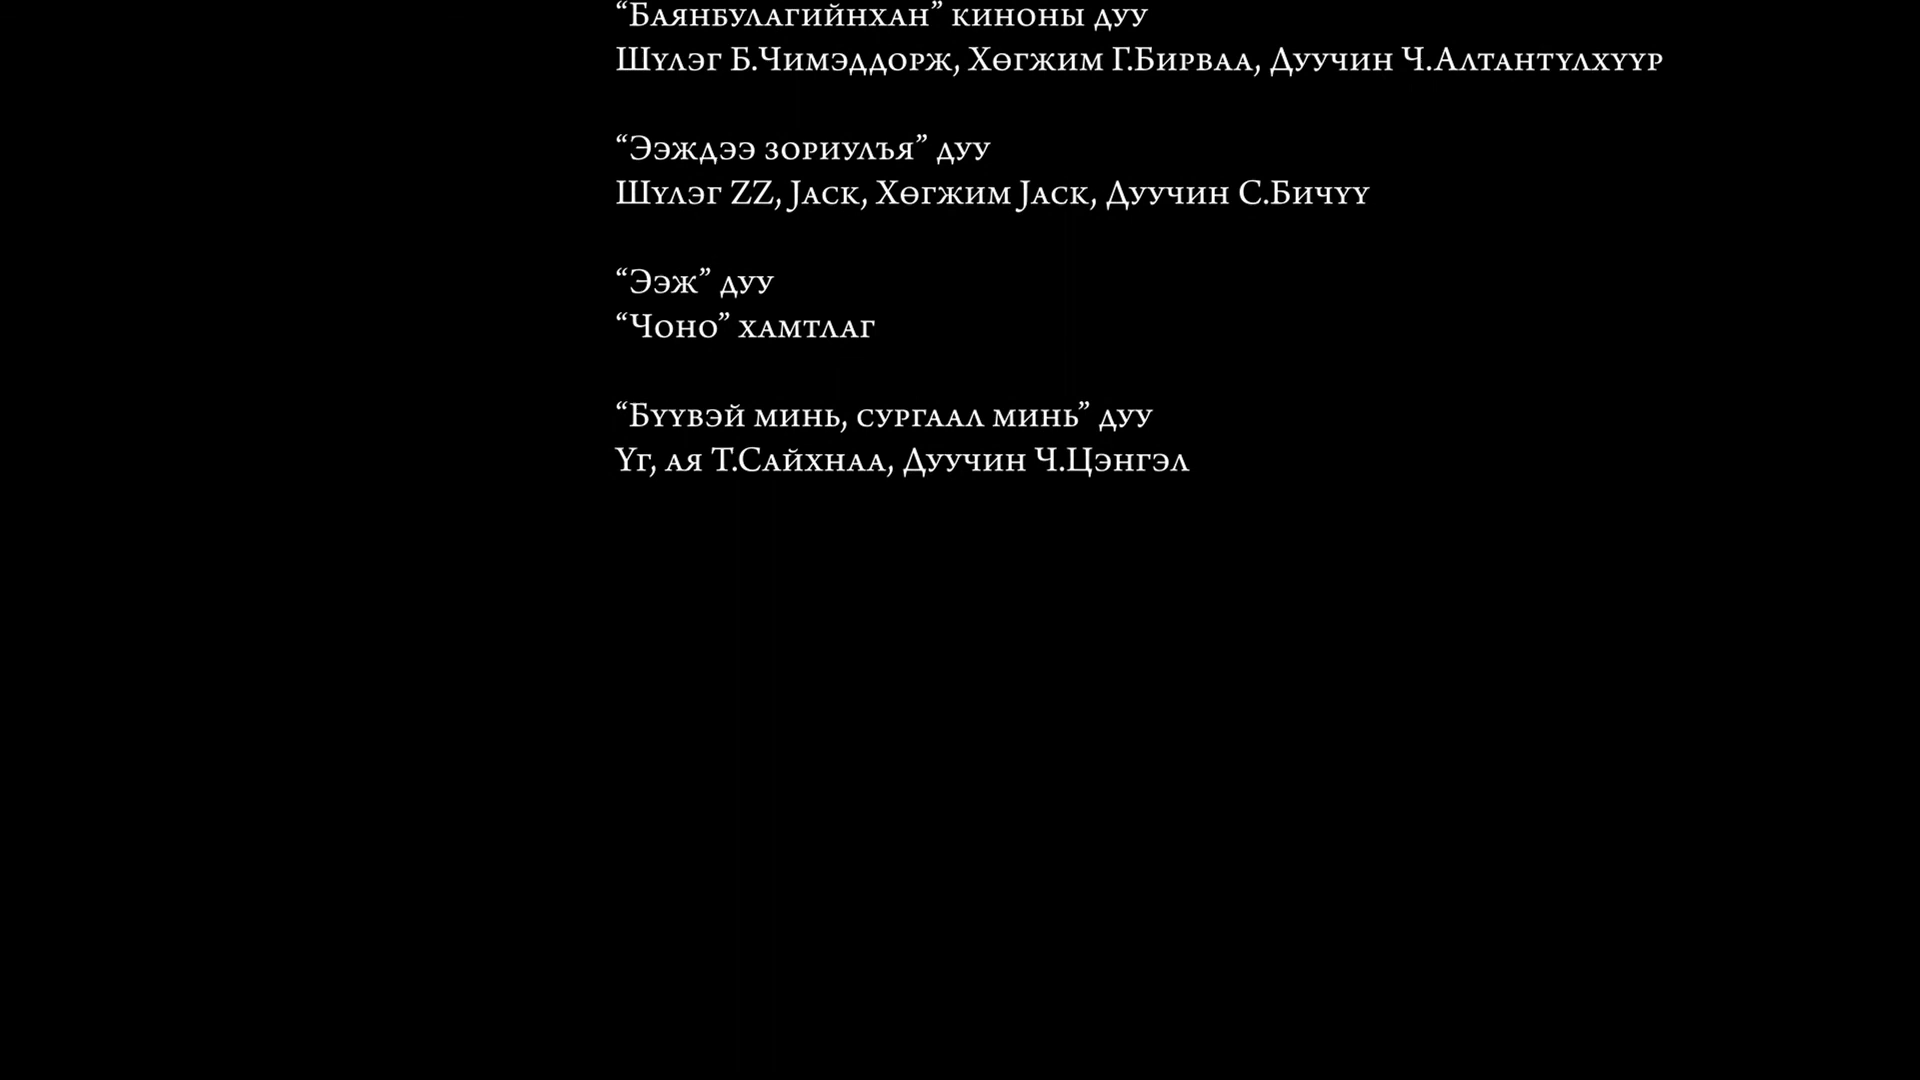 “Баянбулагийнхан” киноны дуу
Шүлэг Б.Чимэддорж, Хөгжим Г.Бирваа, Дуучин Ч.Алтантүлхүүр
“Ээждээ зориулъя” дуу
Шүлэг ZZ, Jack, Хөгжим Jack, Дуучин С.Бичүү
“Ээж” дуу
“Чоно” хамтлаг
“Бүүвэй минь, сургаал минь” дуу
Үг, ая Т.Сайхнаа, Дуучин Ч.Цэнгэл